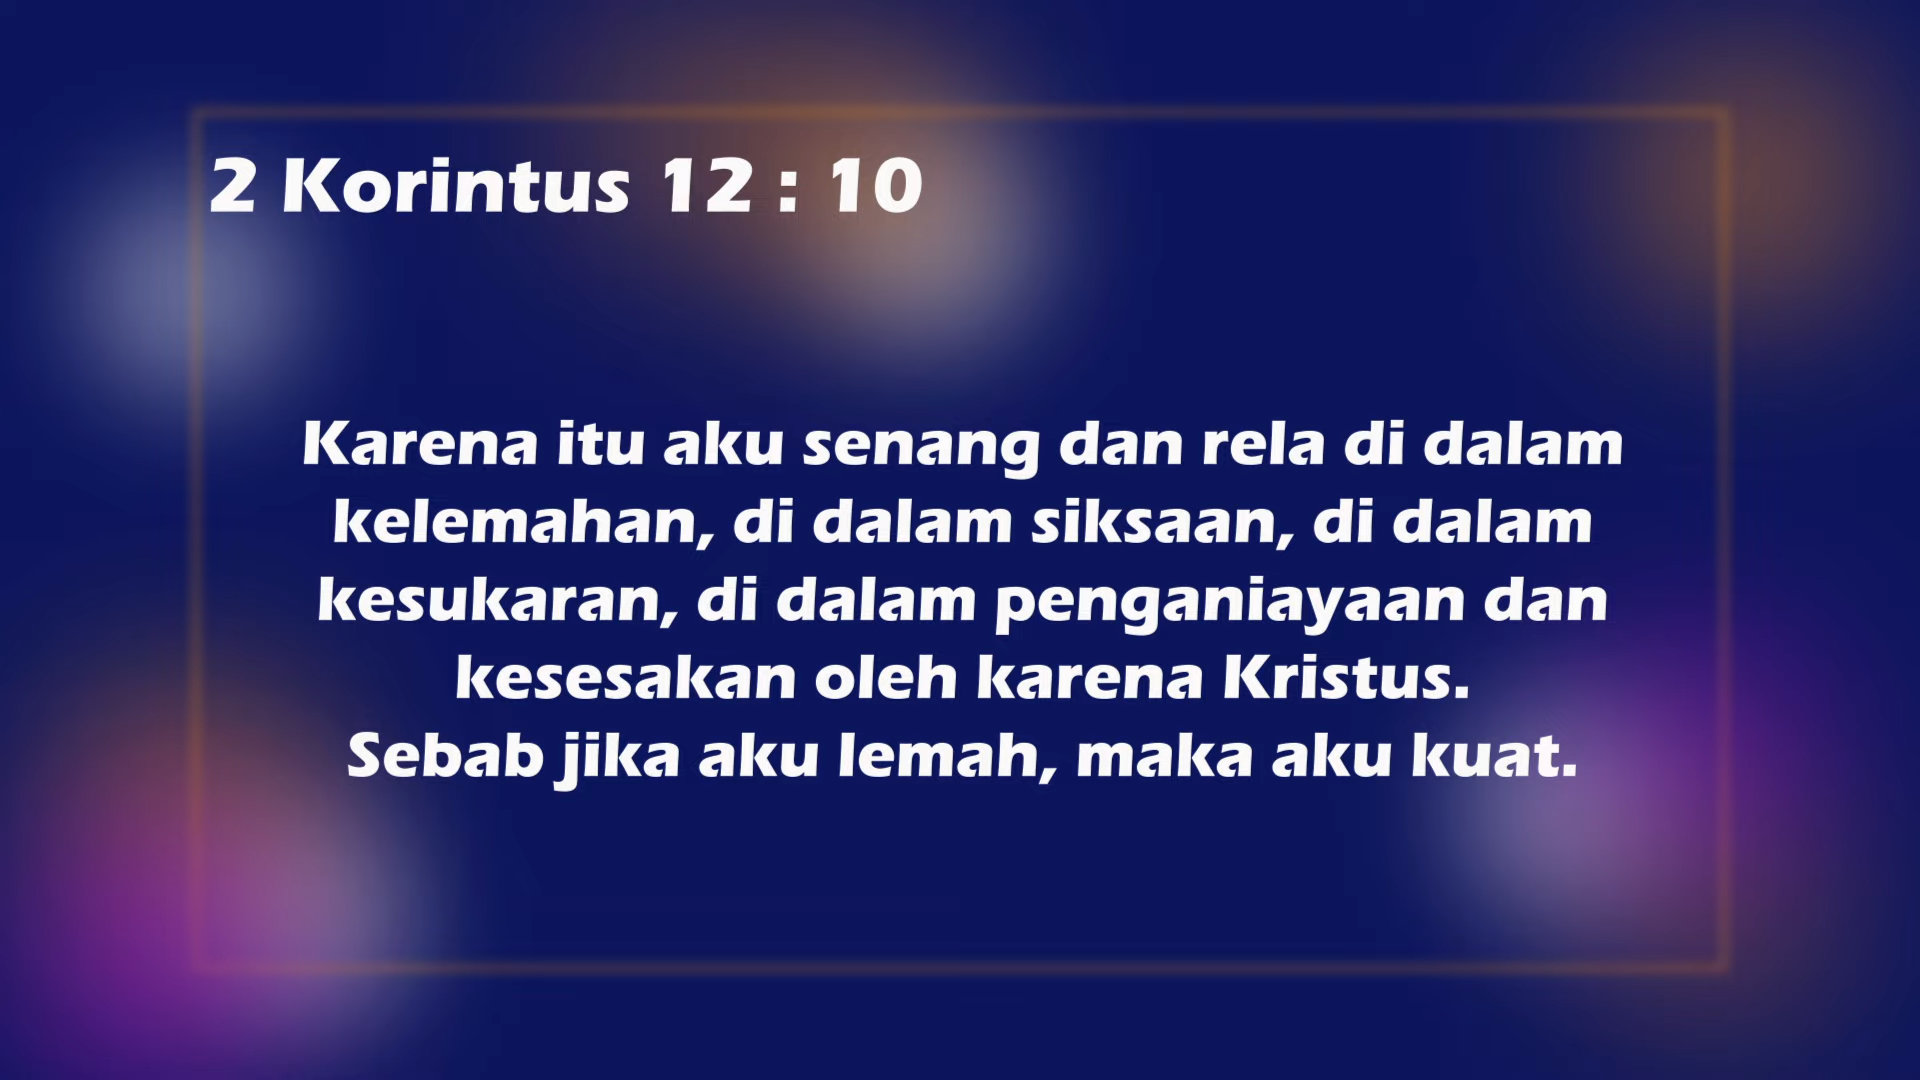 2 Korintus 12 : 10
Karena itu aku senang dan rela di dalam
kelemahan, di dalam siksaan, di dalam
kesukaran, di dalam penganiayaan dan
kesesakan oleh karena Kristus.
Sebab jika aku lemah, maka aku kuat.